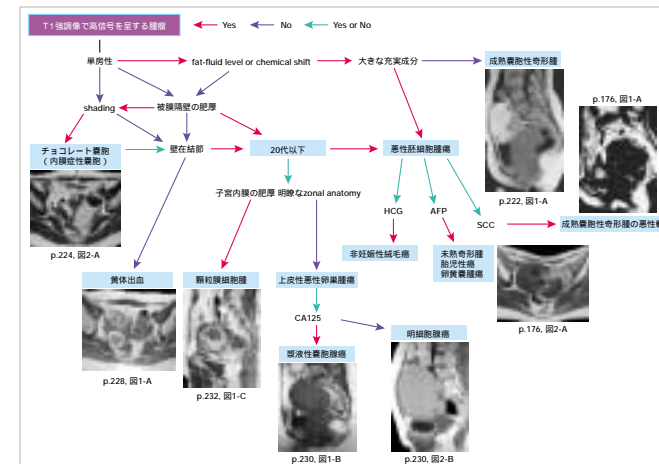 T1強調像で高信号を呈する腫瘤
Yes
No
Yes or No
単房性
fat-fluid level or chemical shift
大きな充実成分
成熟嚢胞性奇形腫
p.176, 図1-A
shading
被膜隔壁の肥厚
チョコレート嚢胞
（内膜症性嚢胞）
壁在結節
20代以下
悪性胚細胞腫瘍
p.222, 図1-A
子宮内膜の肥厚 明瞭なzonal anatomy
HCG
AFP
SCC
成熟嚢胞性奇形腫の悪性転
p.224, 図2-A
非妊娠性絨毛癌
未熟奇形腫
胎児性癌
卵黄嚢腫瘍
黄体出血
顆粒膜細胞腫
上皮性悪性卵巣腫瘍
p.176, 図2-A
CA125
p.228, 図1-A
漿液性嚢胞腺癌
明細胞腺癌
p.232, 図1-C
p.230, 図1-B
p.230, 図2-B